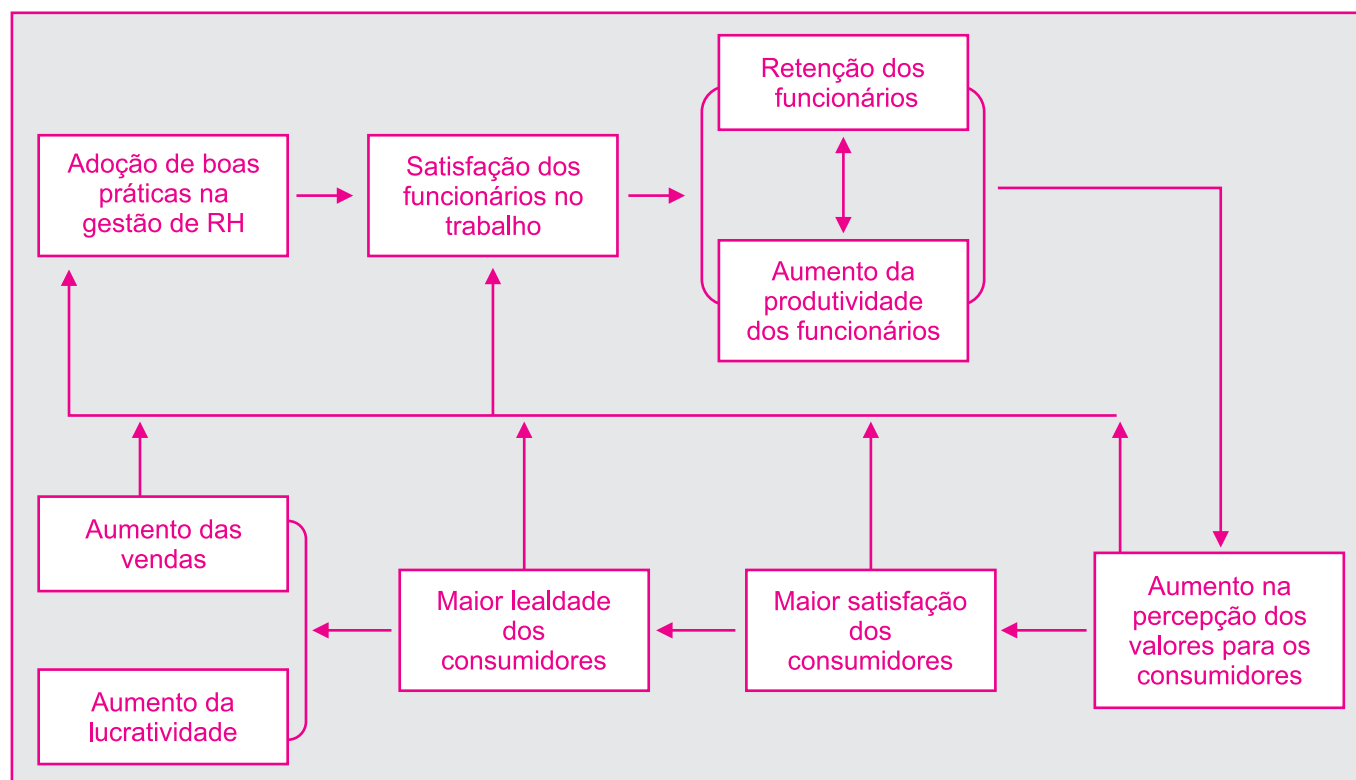 Retenção dos
funcionários
Adoção de boas
práticas na
gestão de RH
Satisfação dos
funcionários no
trabalho
Aumento da
produtividade
dos funcionários
Aumento das
vendas
Maior lealdade
dos
consumidores
Maior satisfação
dos
consumidores
Aumento na
percepção dos
valores para os
consumidores
Aumento da
lucratividade